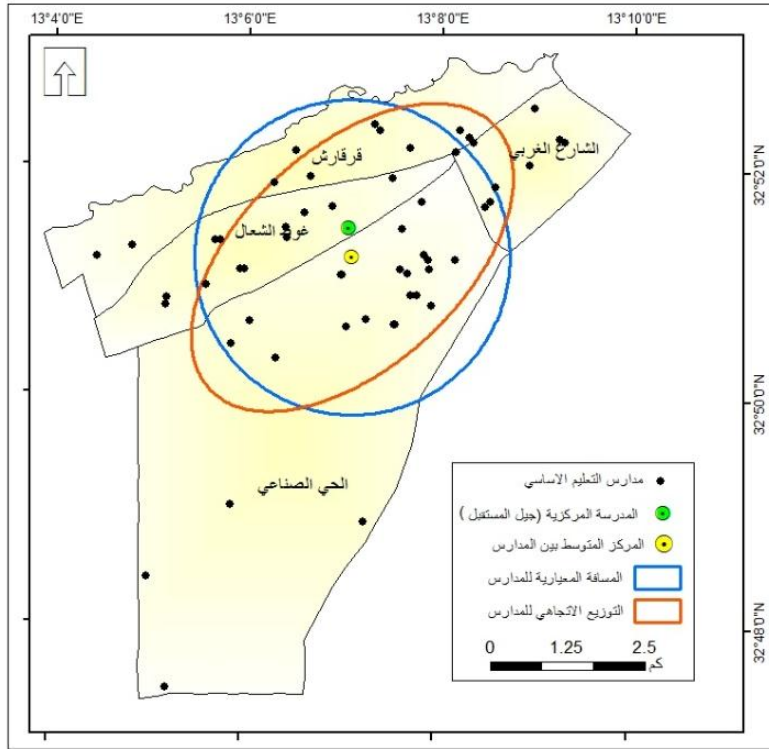 13°4'0"E 13°6'0"E 13°8'0"E 13°10'0"E
32°52'0"N
32°50'0"N
32°48'0"N
قرقارش
الشارع الغربي
غوط الشعال
الحي الصناعي
مدارس التعليم الاساسي
المدرسة المركزية (جيل المستقبل )
المركز المتوسط بين المدارس
المسافة المعيارية للمدارس
التوزيع الاتجاهي للمدارس
0 1.25 2.5
كم